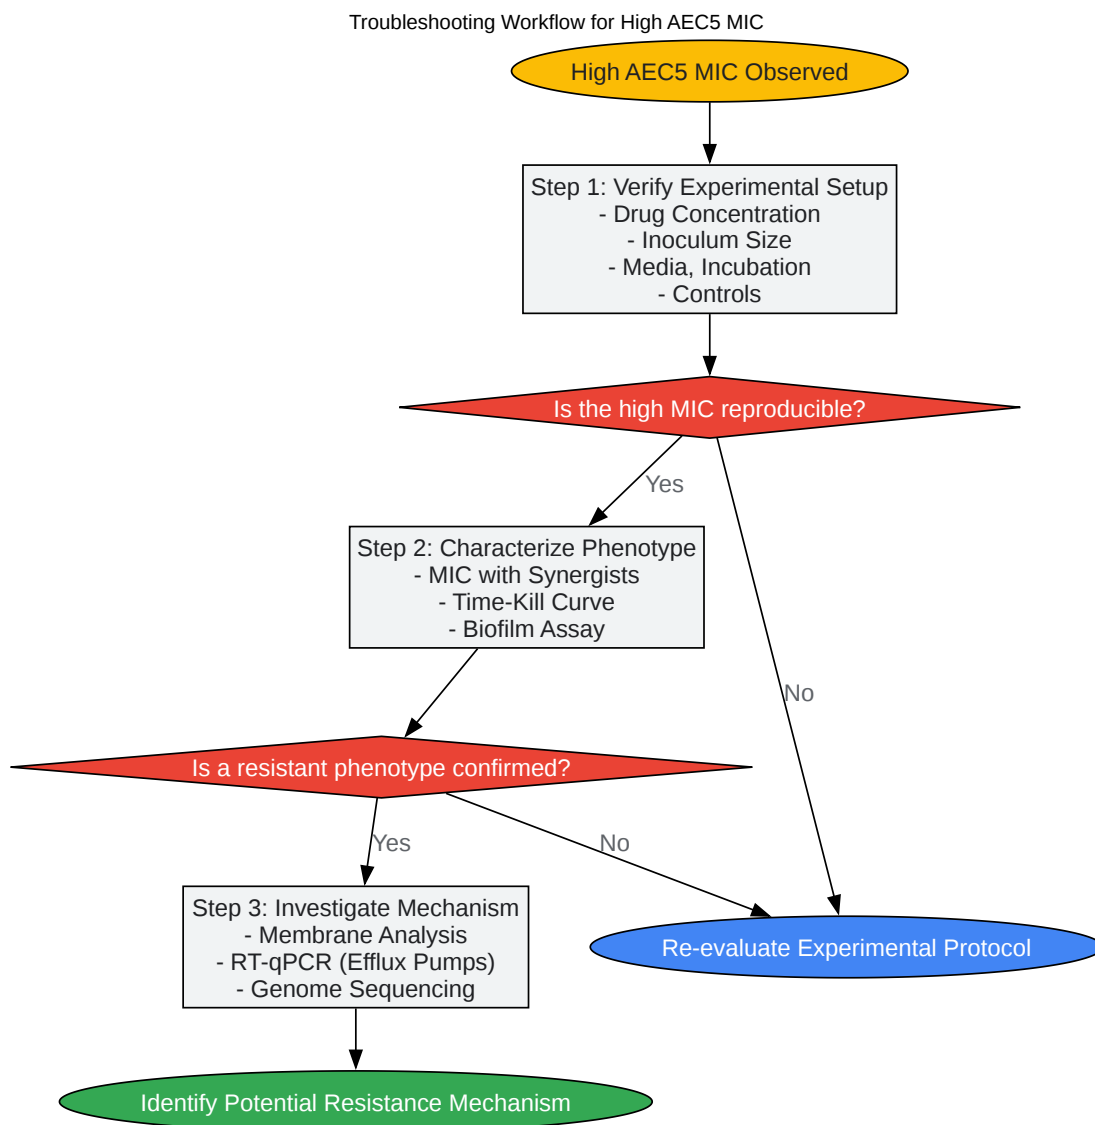 Troubleshooting Workflow for High AEC5 MIC
High AEC5 MIC Observed
Step 1: Verify Experimental Setup
- Drug Concentration
- Inoculum Size
- Media, Incubation
- Controls
Is the high MIC reproducible?
Yes
Step 2: Characterize Phenotype
- MIC with Synergists
- Time-Kill Curve
- Biofilm Assay
No
Is a resistant phenotype confirmed?
Yes
No
Step 3: Investigate Mechanism
- Membrane Analysis
- RT-qPCR (Efflux Pumps)
- Genome Sequencing
Re-evaluate Experimental Protocol
Identify Potential Resistance Mechanism